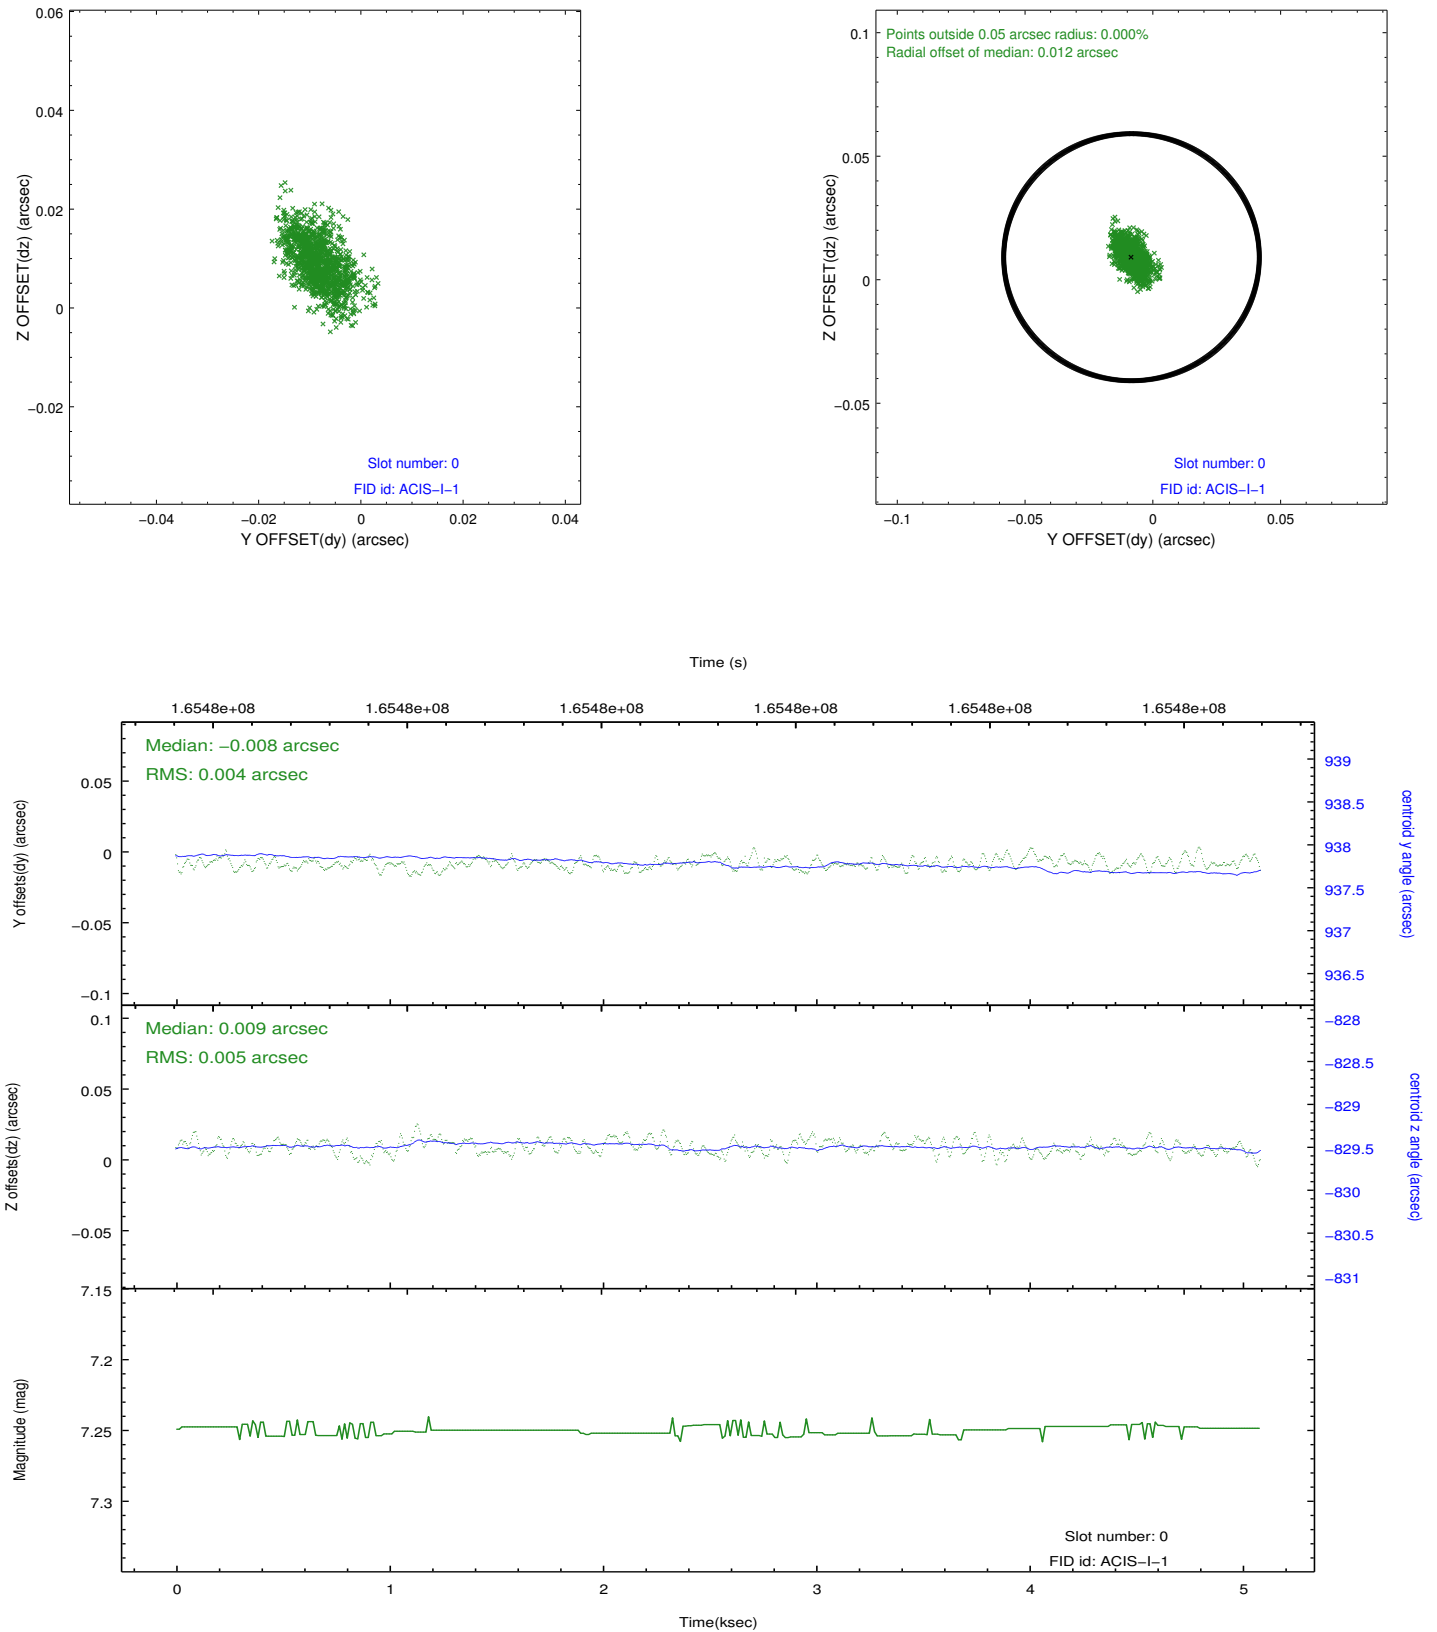 0.06
0.04
0.02
0
−0.02
Z OFFSET(dz) (arcsec)
Slot number: 0
FID id: ACIS−I−1
−0.04
−0.02
0
0.02
0.04
Y OFFSET(dy) (arcsec)
Points outside 0.05 arcsec radius: 0.000%
Radial offset of median: 0.012 arcsec
0.1
0.05
0
−0.05
Z OFFSET(dz) (arcsec)
Slot number: 0
FID id: ACIS−I−1
−0.1
−0.05
0
0.05
Y OFFSET(dy) (arcsec)
Time (s)
1.6548e+08
1.6548e+08
1.6548e+08
1.6548e+08
1.6548e+08
1.6548e+08
Median: −0.008 arcsec
RMS: 0.004 arcsec
0.05
0
−0.05
−0.1
Y offsets(dy) (arcsec)
939
938.5
938
937.5
937
936.5
centroid y angle (arcsec)
Median: 0.009 arcsec
RMS: 0.005 arcsec
0.1
0.05
0
−0.05
Z offsets(dz) (arcsec)
−828
−828.5
−829
−829.5
−830
−830.5
−831
centroid z angle (arcsec)
7.15
7.2
7.25
7.3
Magnitude (mag)
Slot number: 0
FID id: ACIS−I−1
0
1
2
3
4
5
Time(ksec)